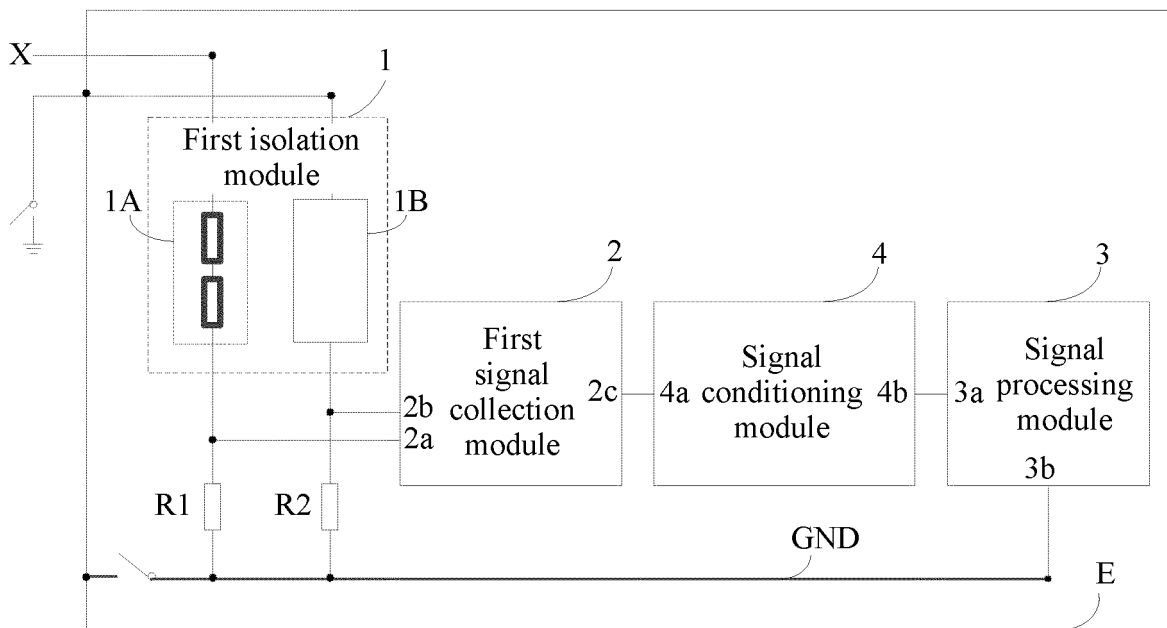 X
1
First isolation
module
1A
1B
2
4
3
First
signal
collection
module
2b
2a
2c
4a
Signal
conditioning
module
4b
3a
Signal
processing
module
3b
R1
R2
GND
E